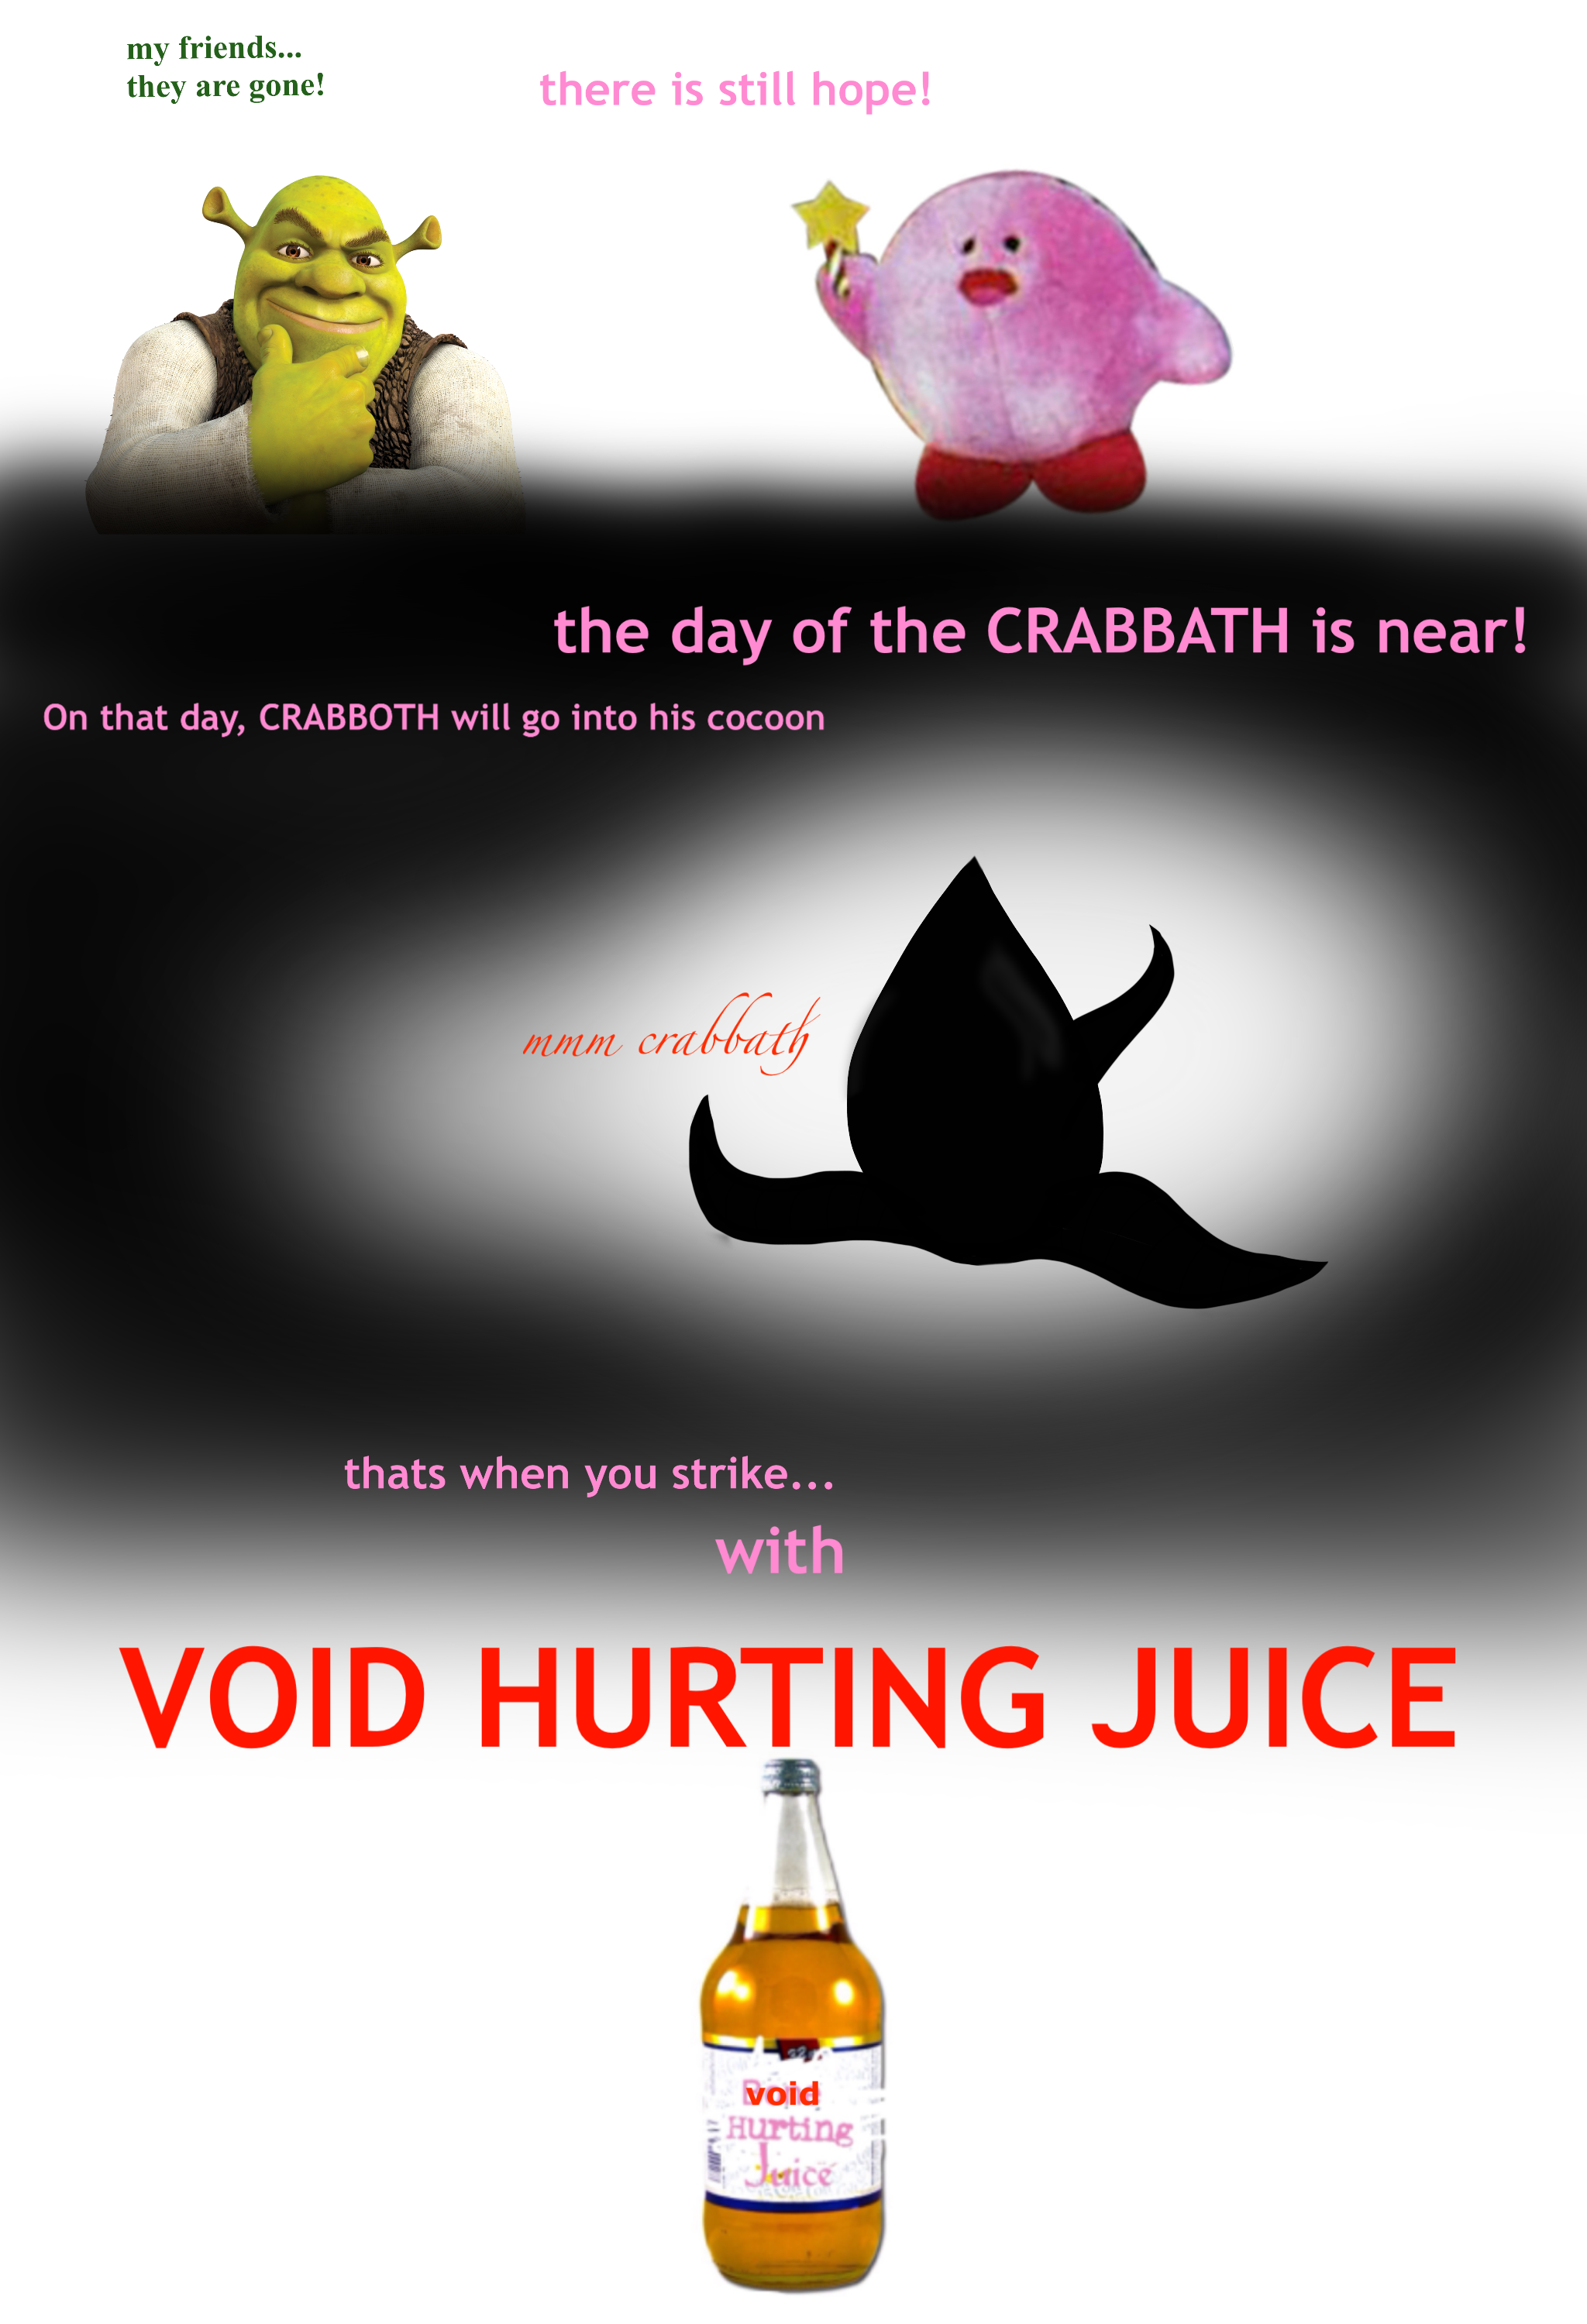 my friends...
they are gone!
there is still hope!
the day of the CRABBATH is near!
On that day, CRABBOTH will go into his cocoon
mmm crabbath
thats when you strike...
with
VOID HURTING JUICE
void
Hurting
Juice